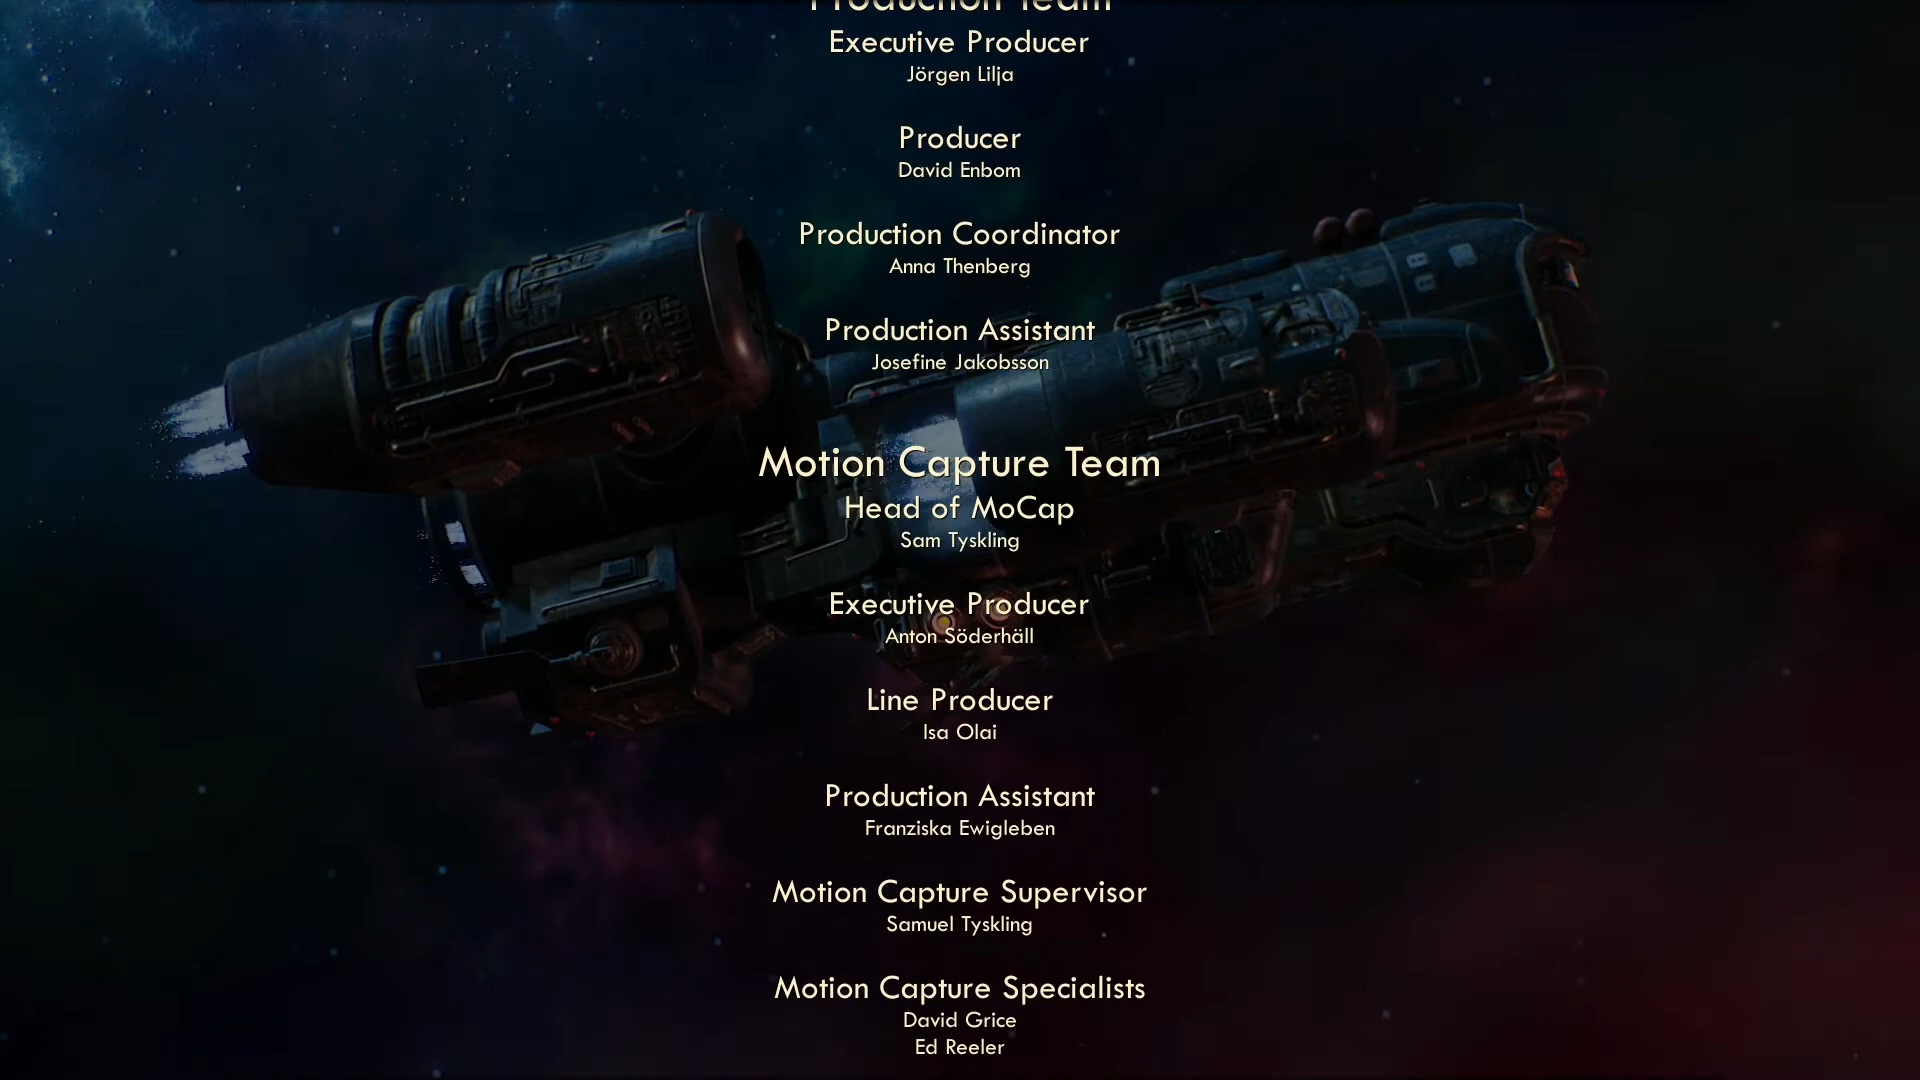 Production Team
Executive Producer
Jörgen Lilja
Producer
David Enbom
Production Coordinator
Anna Thenberg
Production Assistant
Josefine Jakobsson
Motion Capture Team
Head of MoCap
Sam Tyskling
Executive Producer
Anton Söderhäll
Line Producer
Isa Olai
Production Assistant
Franziska Ewigleben
Motion Capture Supervisor
Samuel Tyskling
Motion Capture Specialists
David Grice
Ed Reeler